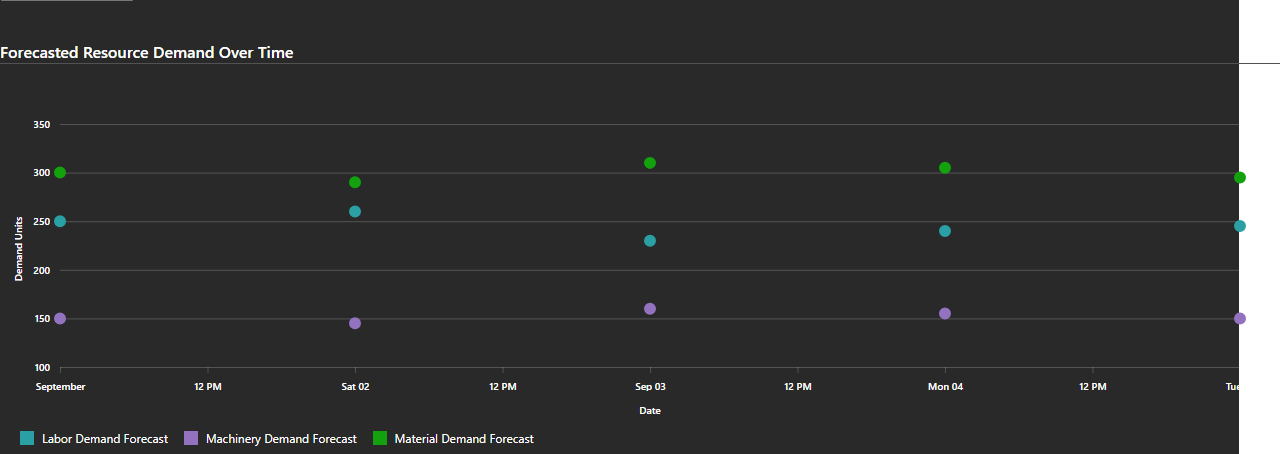 Forecasted Resource Demand Over Time
350
300
250
200
150
100
Demand Units
September 12 PM Sat 02 12 PM Sep 03 12 PM Mon 04 12 PM Tue
Date
Labor Demand Forecast Machinery Demand Forecast Material Demand Forecast